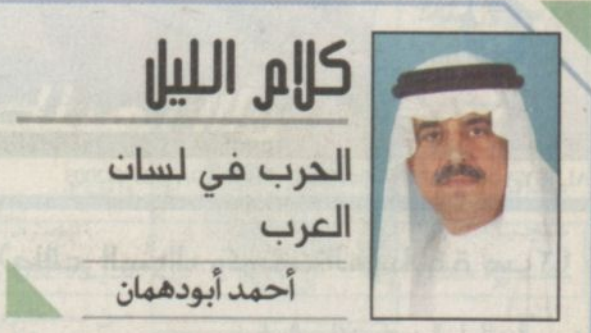 كلام الليل
الحرب في لسان
العرب
أحمد أبودهمان